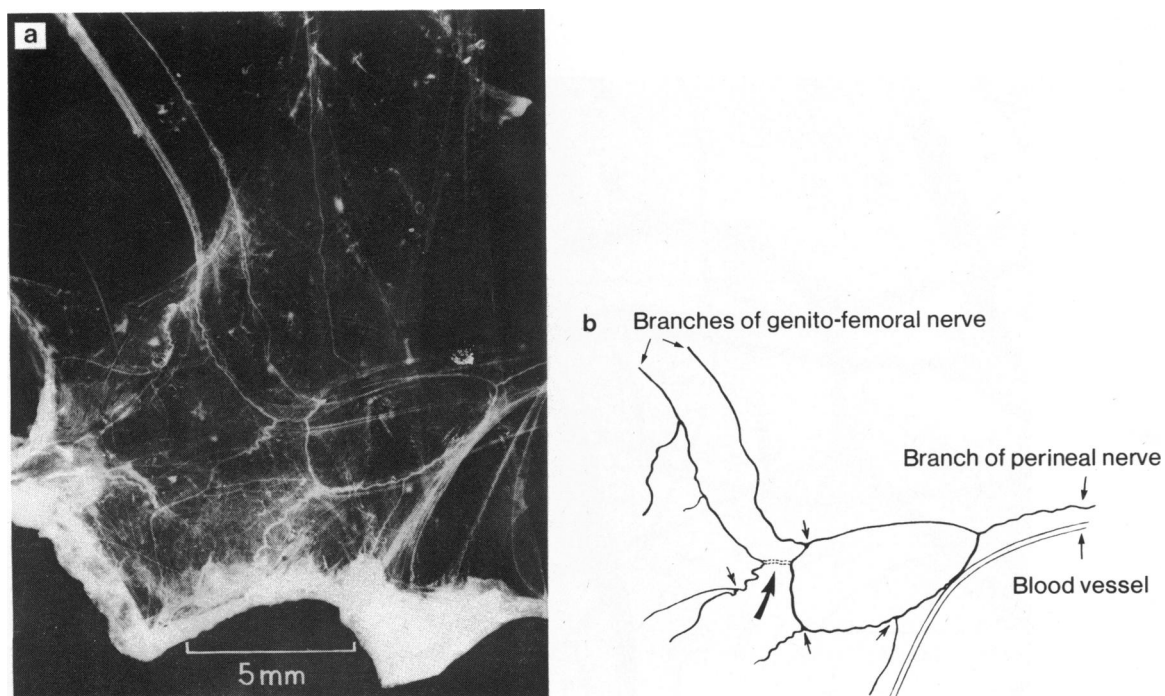 a
5mm
b Branches of genito-femoral nerve
Branch of perineal nerve
Blood vessel